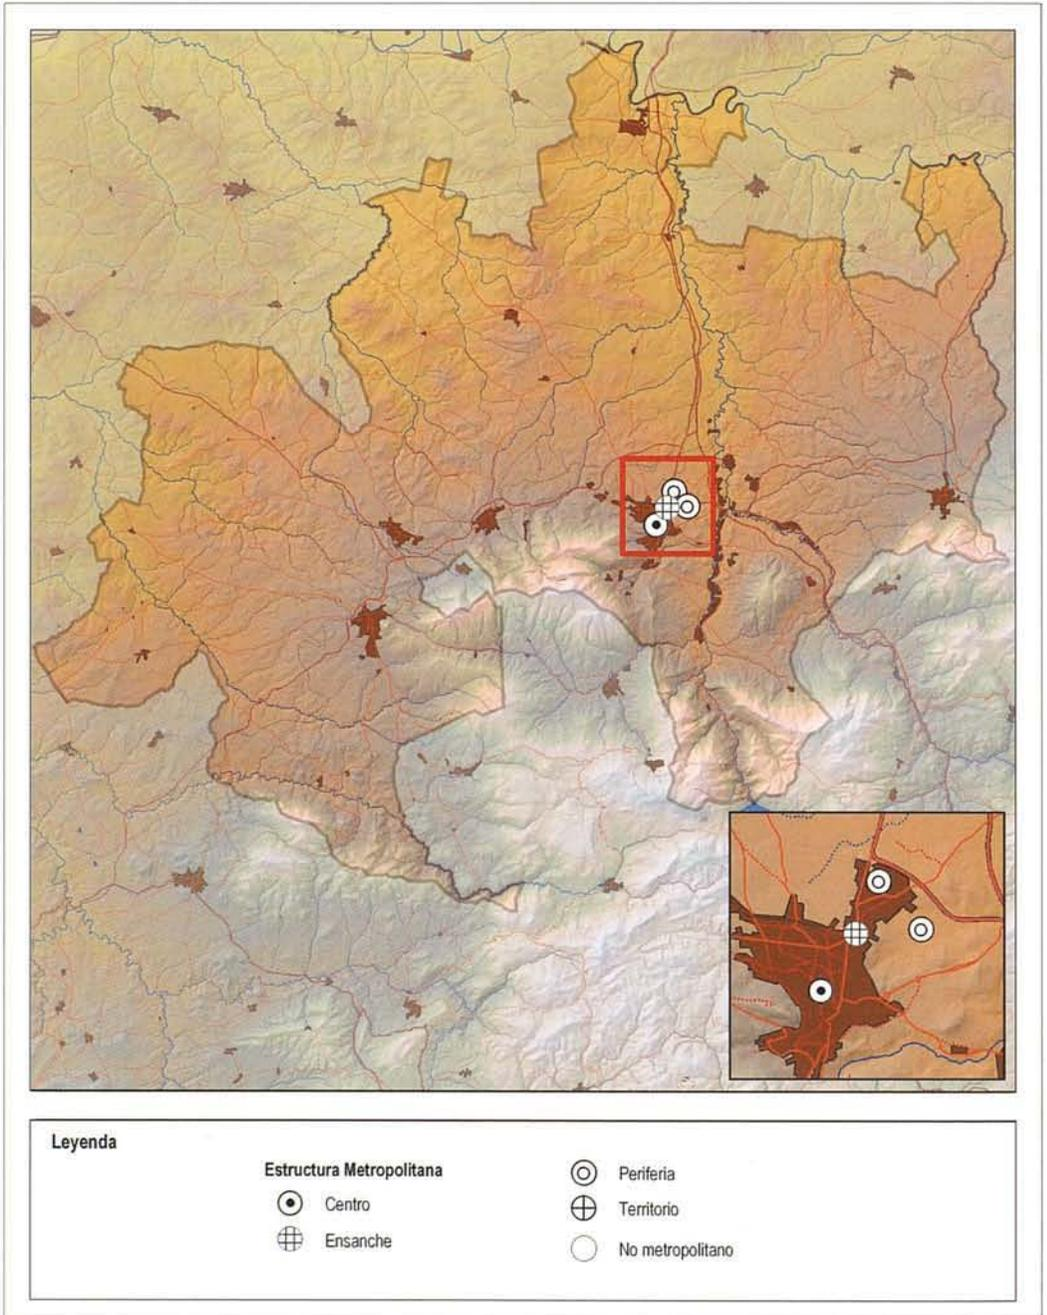 Leyenda
Estructura Metropolitana
Centro
Ensanche
Periferia
Territorio
No metropolitano